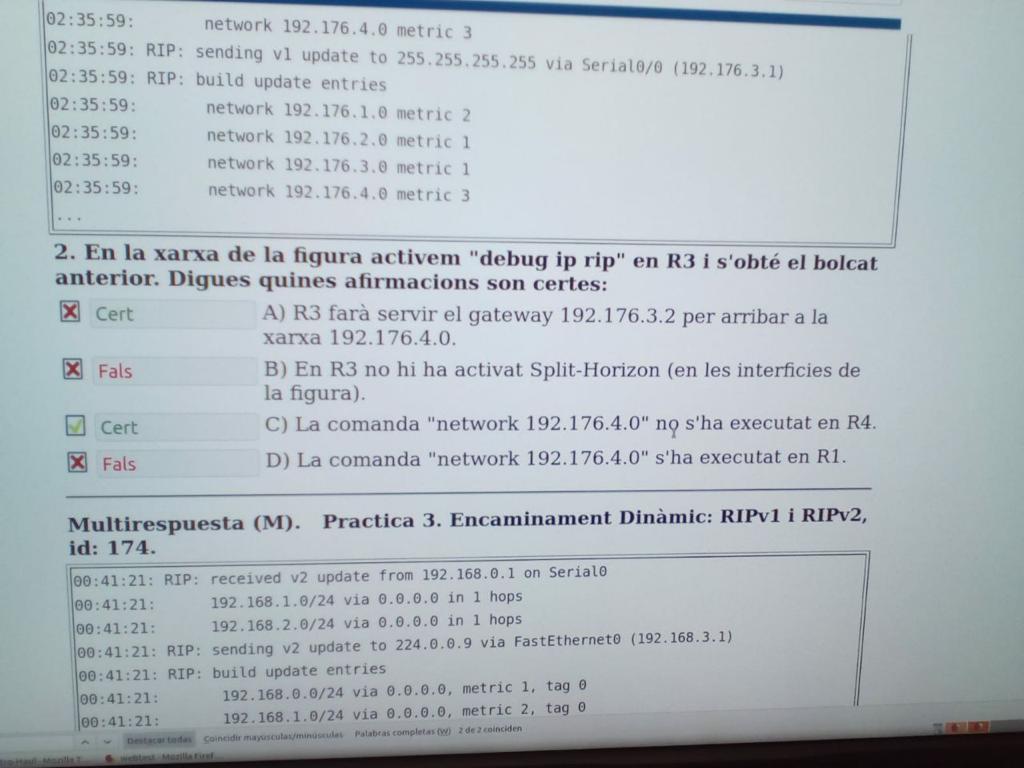 02:35:59: network 192.176.4.0 metric 3
02:35:59: RIP: sending v1 update to 255.255.255.255 via Serial0/0 (192.176.3.1)
02:35:59: RIP: build update entries
02:35:59: network 192.176.1.0 metric 2
02:35:59: network 192.176.2.0 metric 1
02:35:59: network 192.176.3.0 metric 1
02:35:59: network 192.176.4.0 metric 3
...
2. En la xarxa de la figura activem "debug ip rip" en R3 i s'obté el bolcat
anterior. Digues quines afirmacions son certes:
Cert A) R3 farà servir el gateway 192.176.3.2 per arribar a la
xarxa 192.176.4.0.
Fals B) En R3 no hi ha activat Split-Horizon (en les interficies de
la figura).
Cert C) La comanda "network 192.176.4.0" no s'ha executat en R4.
Fals D) La comanda "network 192.176.4.0" s'ha executat en R1.
Multirespuesta (M). Practica 3. Encaminament Dinàmic: RIPv1 i RIPv2,
id: 174.
00:41:21: RIP: received v2 update from 192.168.0.1 on Serial0
00:41:21: 192.168.1.0/24 via 0.0.0.0 in 1 hops
00:41:21: 192.168.2.0/24 via 0.0.0.0 in 1 hops
00:41:21: RIP: sending v2 update to 224.0.0.9 via FastEthernet0 (192.168.3.1)
00:41:21: RIP: build update entries
00:41:21: 192.168.0.0/24 via 0.0.0.0, metric 1, tag 0
00:41:21: 192.168.1.0/24 via 0.0.0.0, metric 2, tag 0
Destacar todas Coincidir mayúsculas/minúsculas Palabras completas (W) 2 de 2 coinciden
webtest - Mozilla Firef